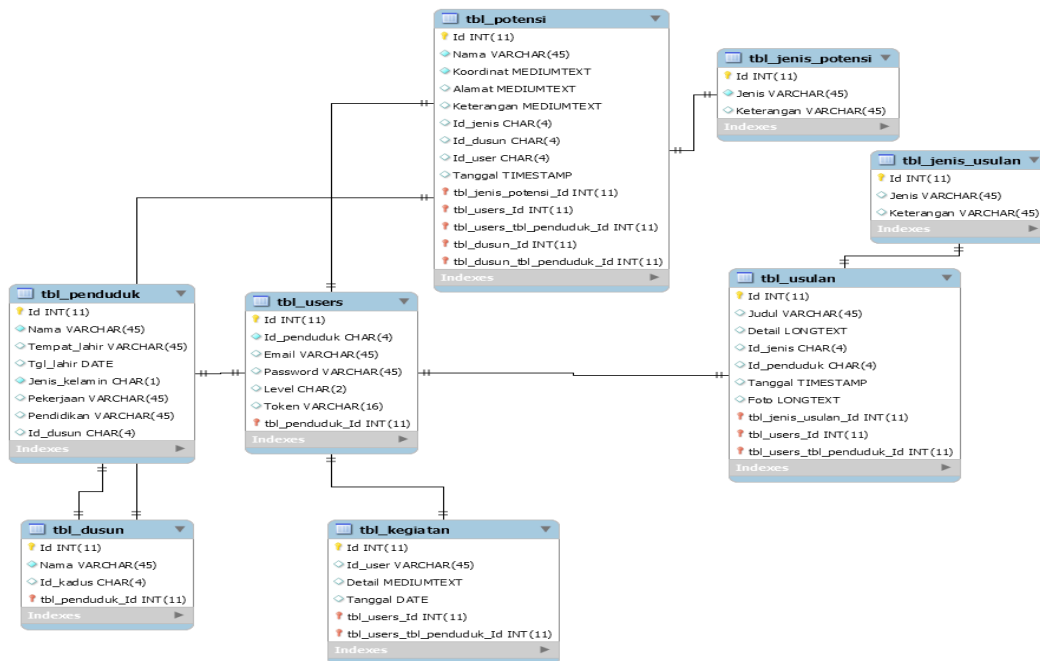 tbl_potensi
Id INT(11)
Nama VARCHAR(45)
Koordinat MEDIUMTEXT
Alamat MEDIUMTEXT
Keterangan MEDIUMTEXT
Id_jenis CHAR(4)
Id_dusun CHAR(4)
Id_user CHAR(4)
Tanggal TIMESTAMP
tbl_jenis_potensi_Id INT(11)
tbl_users_Id INT(11)
tbl_users_tbl_penduduk_Id INT(11)
tbl_dusun_Id INT(11)
tbl_dusun_tbl_penduduk_Id INT(11)
Indexes
tbl_jenis_potensi
Id INT(11)
Jenis VARCHAR(45)
Keterangan VARCHAR(45)
Indexes
tbl_jenis_usulan
Id INT(11)
Jenis VARCHAR(45)
Keterangan VARCHAR(45)
Indexes
tbl_penduduk
Id INT(11)
Nama VARCHAR(45)
Tempat_lahir VARCHAR(45)
Tgl_lahir DATE
Jenis_kelamin CHAR(1)
Pekerjaan VARCHAR(45)
Pendidikan VARCHAR(45)
Id_dusun CHAR(4)
Indexes
tbl_users
Id INT(11)
Id_penduduk CHAR(4)
Email VARCHAR(45)
Password VARCHAR(45)
Level CHAR(2)
Token VARCHAR(16)
tbl_penduduk_Id INT(11)
Indexes
tbl_usulan
Id INT(11)
Judul VARCHAR(45)
Detail LONGTEXT
Id_jenis CHAR(4)
Id_penduduk CHAR(4)
Tanggal TIMESTAMP
Foto LONGTEXT
tbl_jenis_usulan_Id INT(11)
tbl_users_Id INT(11)
tbl_users_tbl_penduduk_Id INT(11)
Indexes
tbl_dusun
Id INT(11)
Nama VARCHAR(45)
Id_kadus CHAR(4)
tbl_penduduk_Id INT(11)
Indexes
tbl_kegiatan
Id INT(11)
Id_user VARCHAR(45)
Detail MEDIUMTEXT
Tanggal DATE
tbl_users_Id INT(11)
tbl_users_tbl_penduduk_Id INT(11)
Indexes